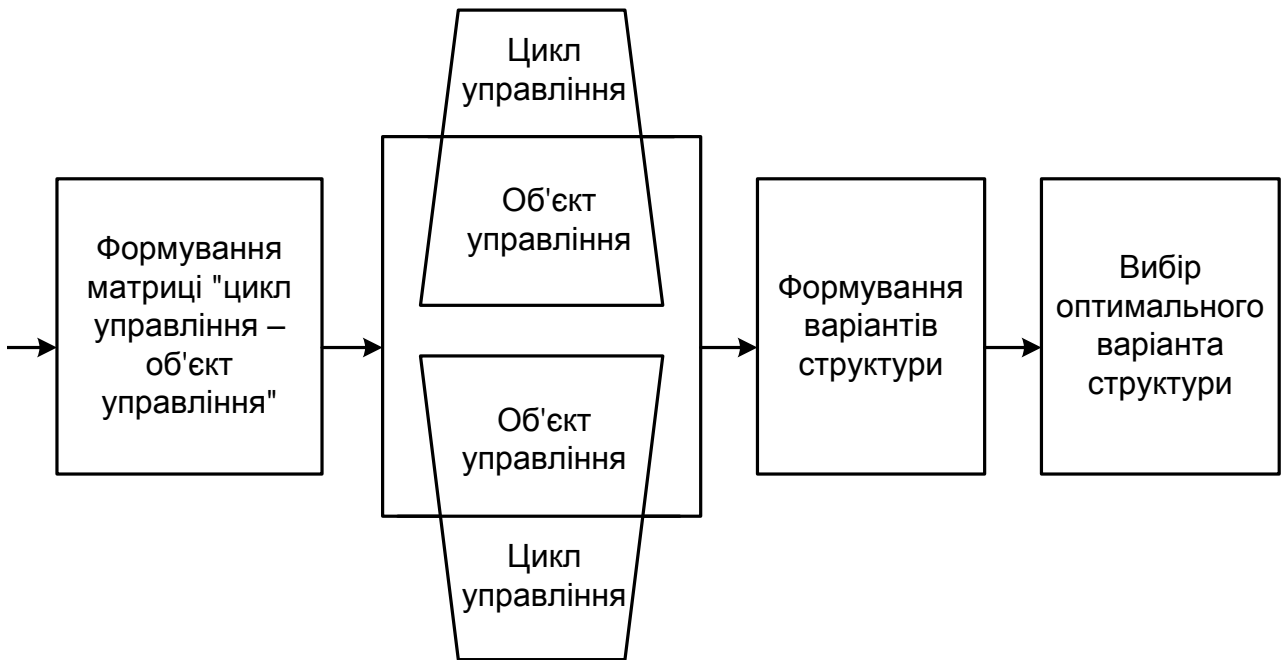 Формування
матриці "цикл
управління –
об'єкт
управління"
Цикл
управління
Об'єкт
управління
Об'єкт
управління
Цикл
управління
Формування
варіантів
структури
Вибір
оптимального
варіанта
структури